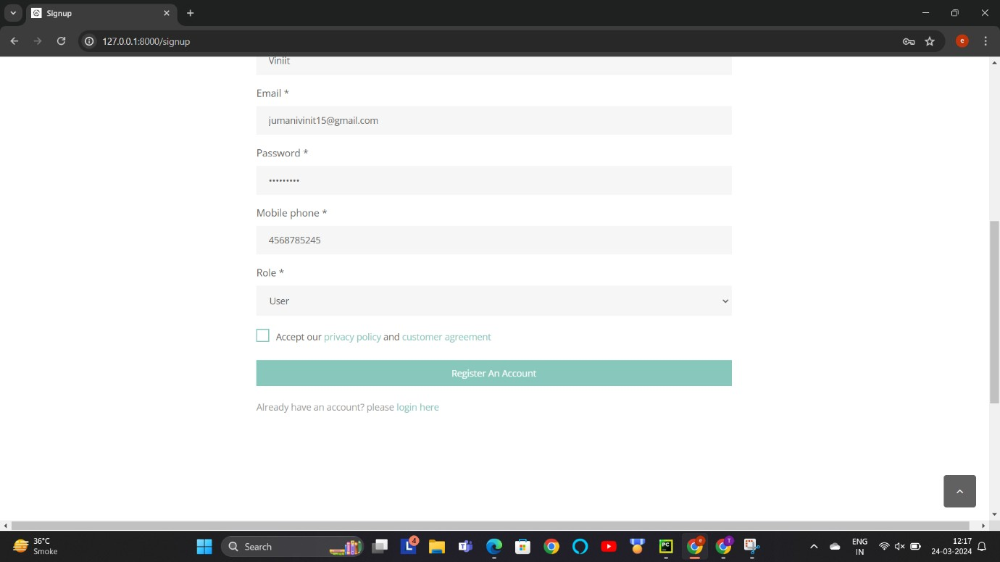 Signup
127.0.0.1:8000/signup
e
Viniit
Email *
jumanivinit15@gmail.com
Password *
•••••••••
Mobile phone *
4568785245
Role *
User
Accept our privacy policy and customer agreement
Register An Account
Already have an account? please login here
36°C
Smoke
Search
L
4
T
PC
e
T
ENG
IN
12:17
24-03-2024